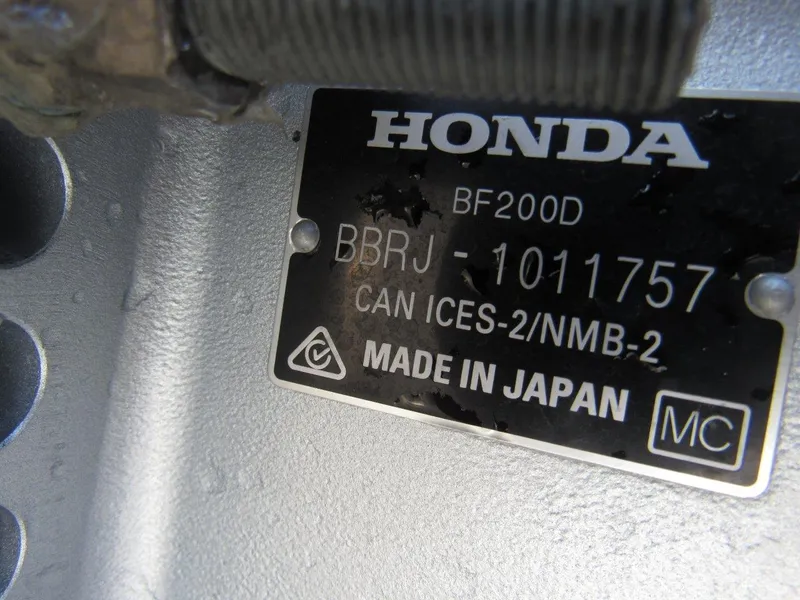 HONDA
BF200D
BBRJ - 1011757
CAN ICES-2/NMB-2
MADE IN JAPAN
MC